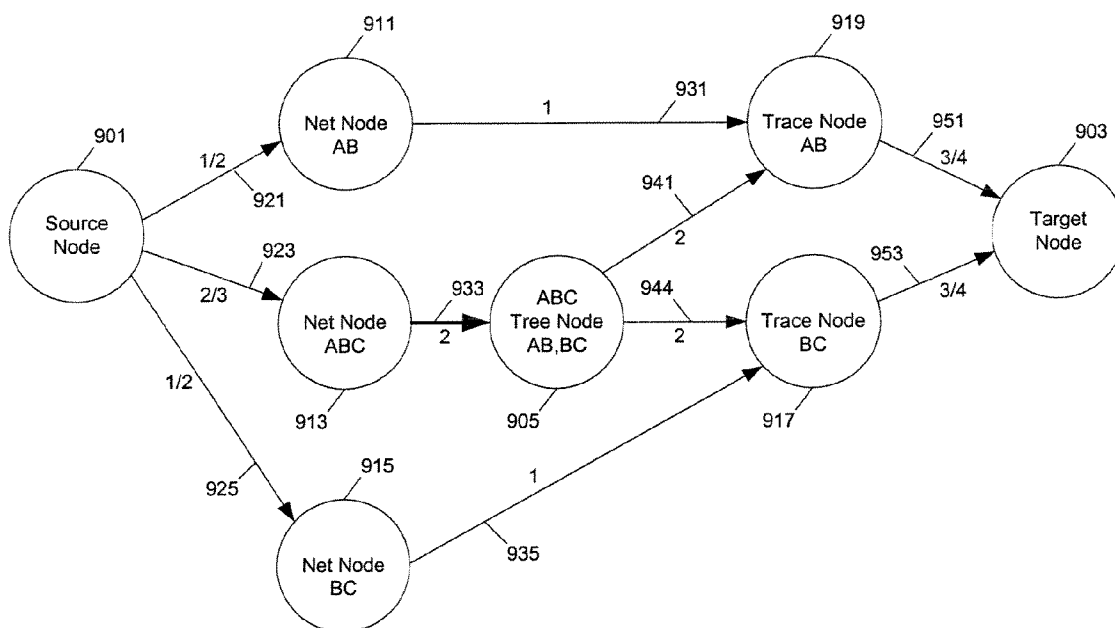 911
919
901
Net Node
AB
1
931
Trace Node
AB
951
903
1/2
921
941
3/4
Source
Node
923
2
Target
Node
2/3
933
ABC
Tree Node
AB,BC
944
953
Net Node
ABC
2
2
Trace Node
BC
3/4
1/2
913
905
917
925
915
1
935
Net Node
BC